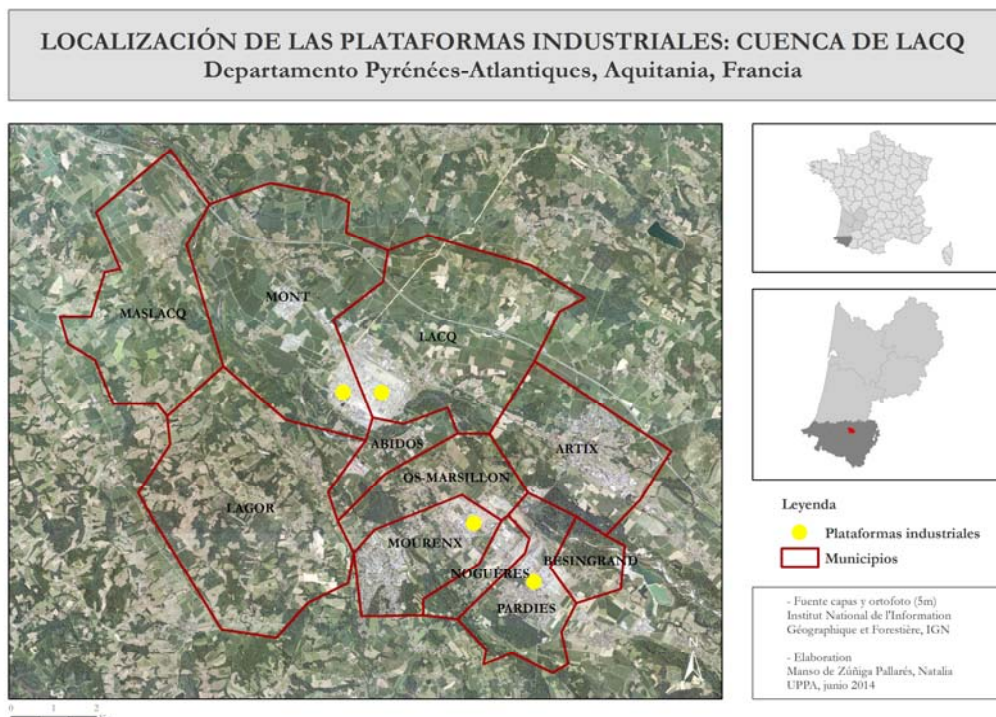 LOCALIZACIÓN DE LAS PLATAFORMAS INDUSTRIALES: CUENCA DE LACQ
Departamento Pyrénées-Atlantiques, Aquitania, Francia
MASLACQ
MONT
LACQ
ABIDOS
ARTIX
OS-MARSILLON
LAGOR
MOURENX
NOGUÈRES
BESINGRAND
PARDIES
Leyenda
Plataformas industriales
Municipios
- Fuente capas y ortofoto (5m)
Institut National de l'Information
Géographique et Forestière, IGN
- Elaboration
Manso de Zúñiga Pallarés, Natalia
UPPA, junio 2014
0 1 2